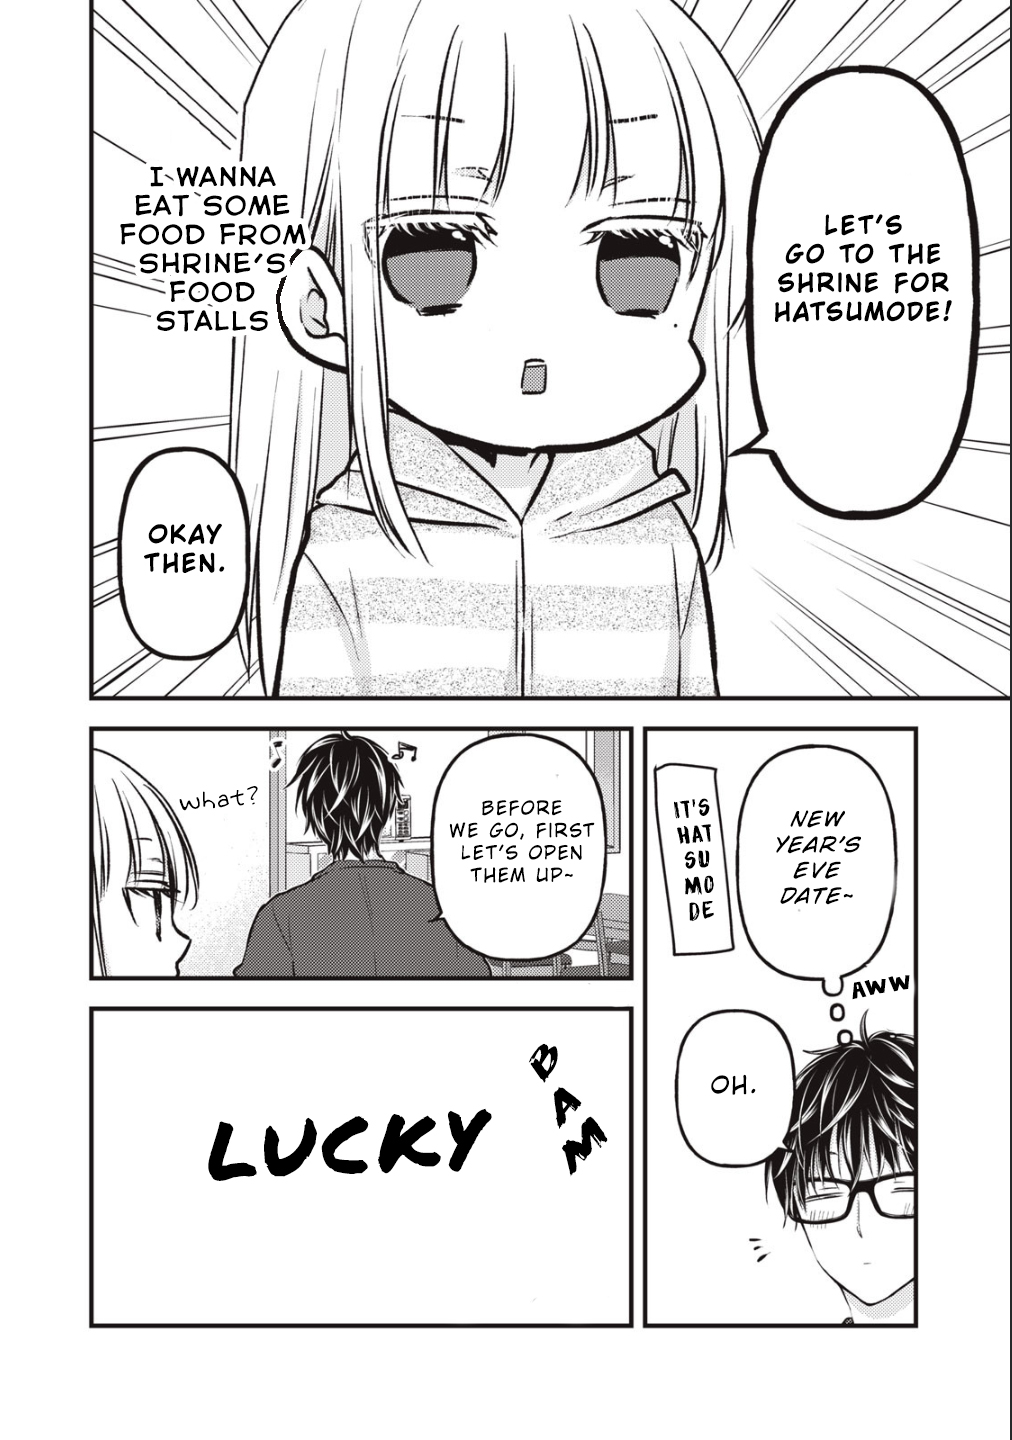 LET'S
GO TO THE
SHRINE FOR
HATSUMODE!
I WANNA
EAT SOME
FOOD FROM
SHRINE'S
FOOD
STALLS
OKAY
THEN.
NEW
YEAR'S
EVE
DATE~
IT'S
HAT
SU
MO
DE
AWW
OH.
BEFORE
WE GO, FIRST
LET'S OPEN
THEM UP~
what?
LUCKY
BAM